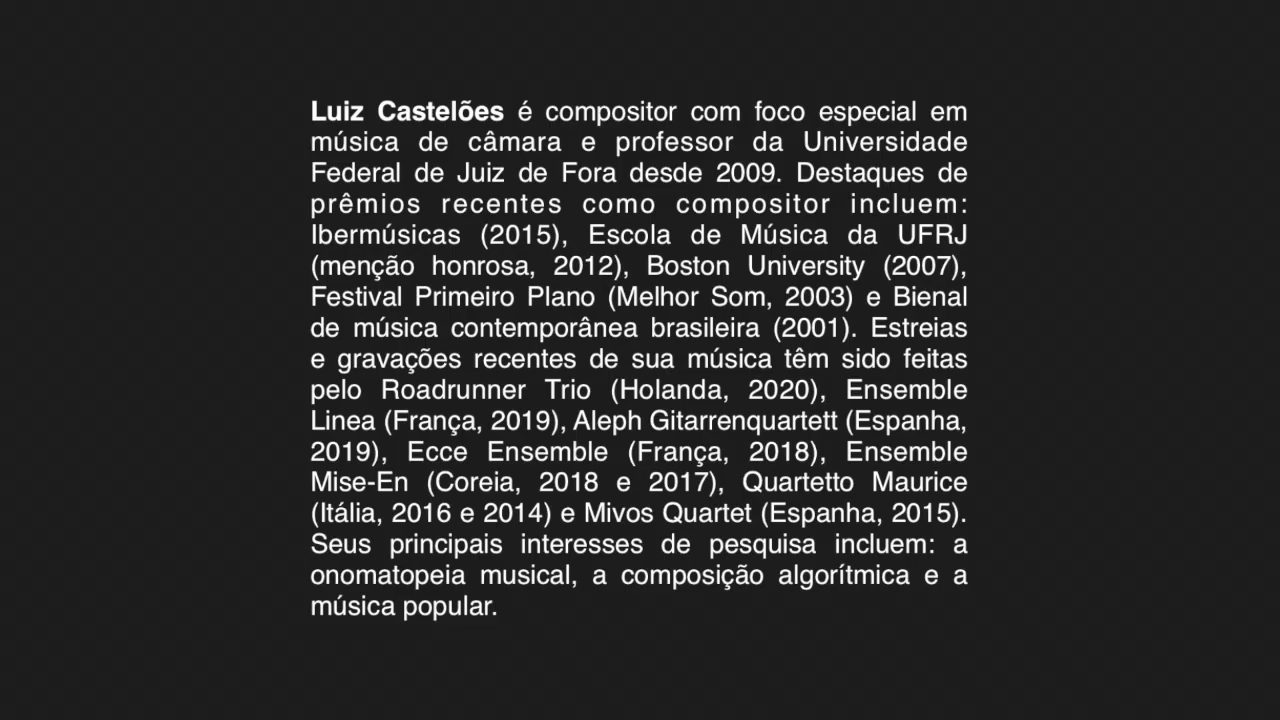 Luiz Castelões é compositor com foco especial em
música de câmara e professor da Universidade
Federal de Juiz de Fora desde 2009. Destaques de
prêmios recentes como compositor incluem:
Ibermúsicas (2015), Escola de Música da UFRJ
(menção honrosa, 2012), Boston University (2007),
Festival Primeiro Plano (Melhor Som, 2003) e Bienal
de música contemporânea brasileira (2001). Estreias
e gravações recentes de sua música têm sido feitas
pelo Roadrunner Trio (Holanda, 2020), Ensemble
Linea (França, 2019), Aleph Gitarrenquartett (Espanha,
2019), Ecce Ensemble (França, 2018), Ensemble
Mise-En (Coreia, 2018 e 2017), Quartetto Maurice
(Itália, 2016 e 2014) e Mivos Quartet (Espanha, 2015).
Seus principais interesses de pesquisa incluem: a
onomatopeia musical, a composição algorítmica e a
música popular.